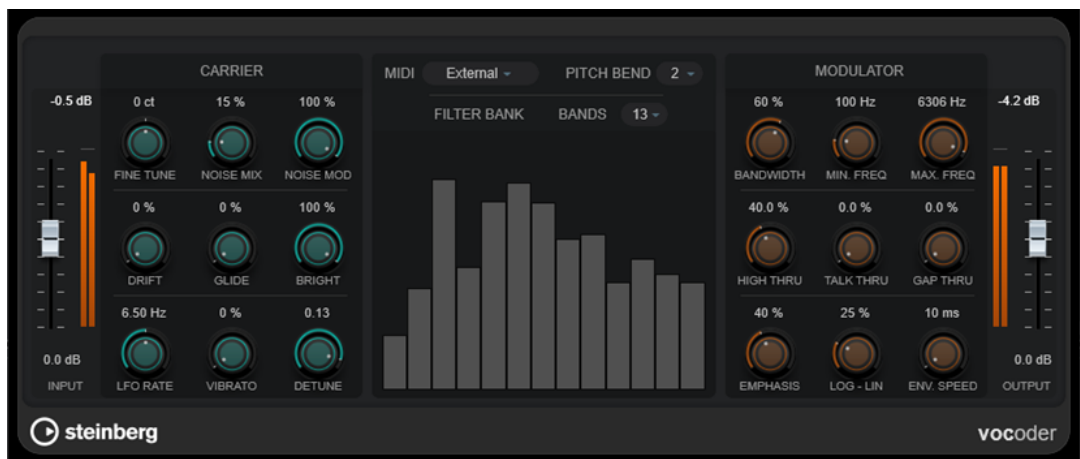 CARRIER
MIDI External PITCH BEND 2
MODULATOR
-0.5 dB
0 ct 15 % 100 %
FINE TUNE NOISE MIX NOISE MOD
0 % 0 % 100 %
DRIFT GLIDE BRIGHT
6.50 Hz 0 % 0.13
LFO RATE VIBRATO DETUNE
0.0 dB
INPUT
FILTER BANK BANDS 13
60 % 100 Hz 6306 Hz
BANDWIDTH MIN. FREQ MAX. FREQ
40.0 % 0.0 % 0.0 %
HIGH THRU TALK THRU GAP THRU
40 % 25 % 10 ms
EMPHASIS LOG - LIN ENV. SPEED
-4.2 dB
0.0 dB
OUTPUT
steinberg
vocoder